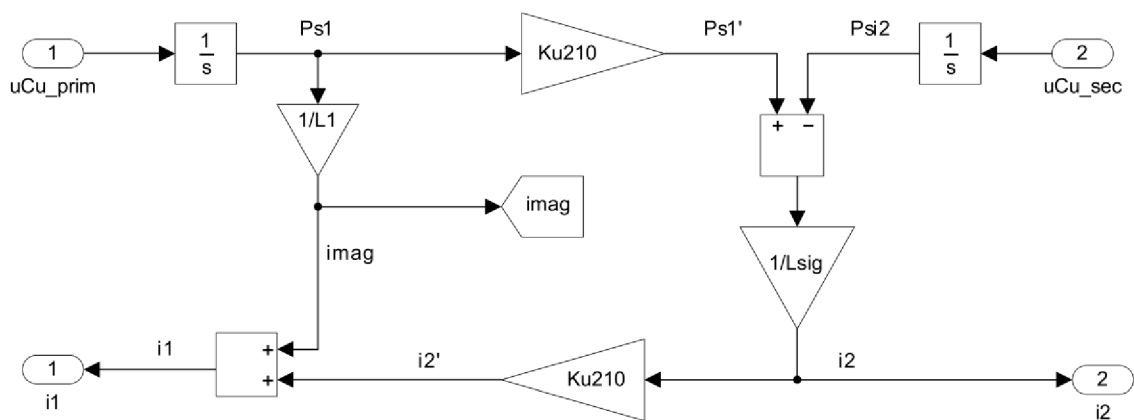 Ps1
Ps1'
Psi2
1
1
s
Ku210
1
s
2
uCu_prim
uCu_sec
1/L1
+ −
imag
imag
1/Lsig
i1
+
i2'
i2
1
+
Ku210
2
i1
i2